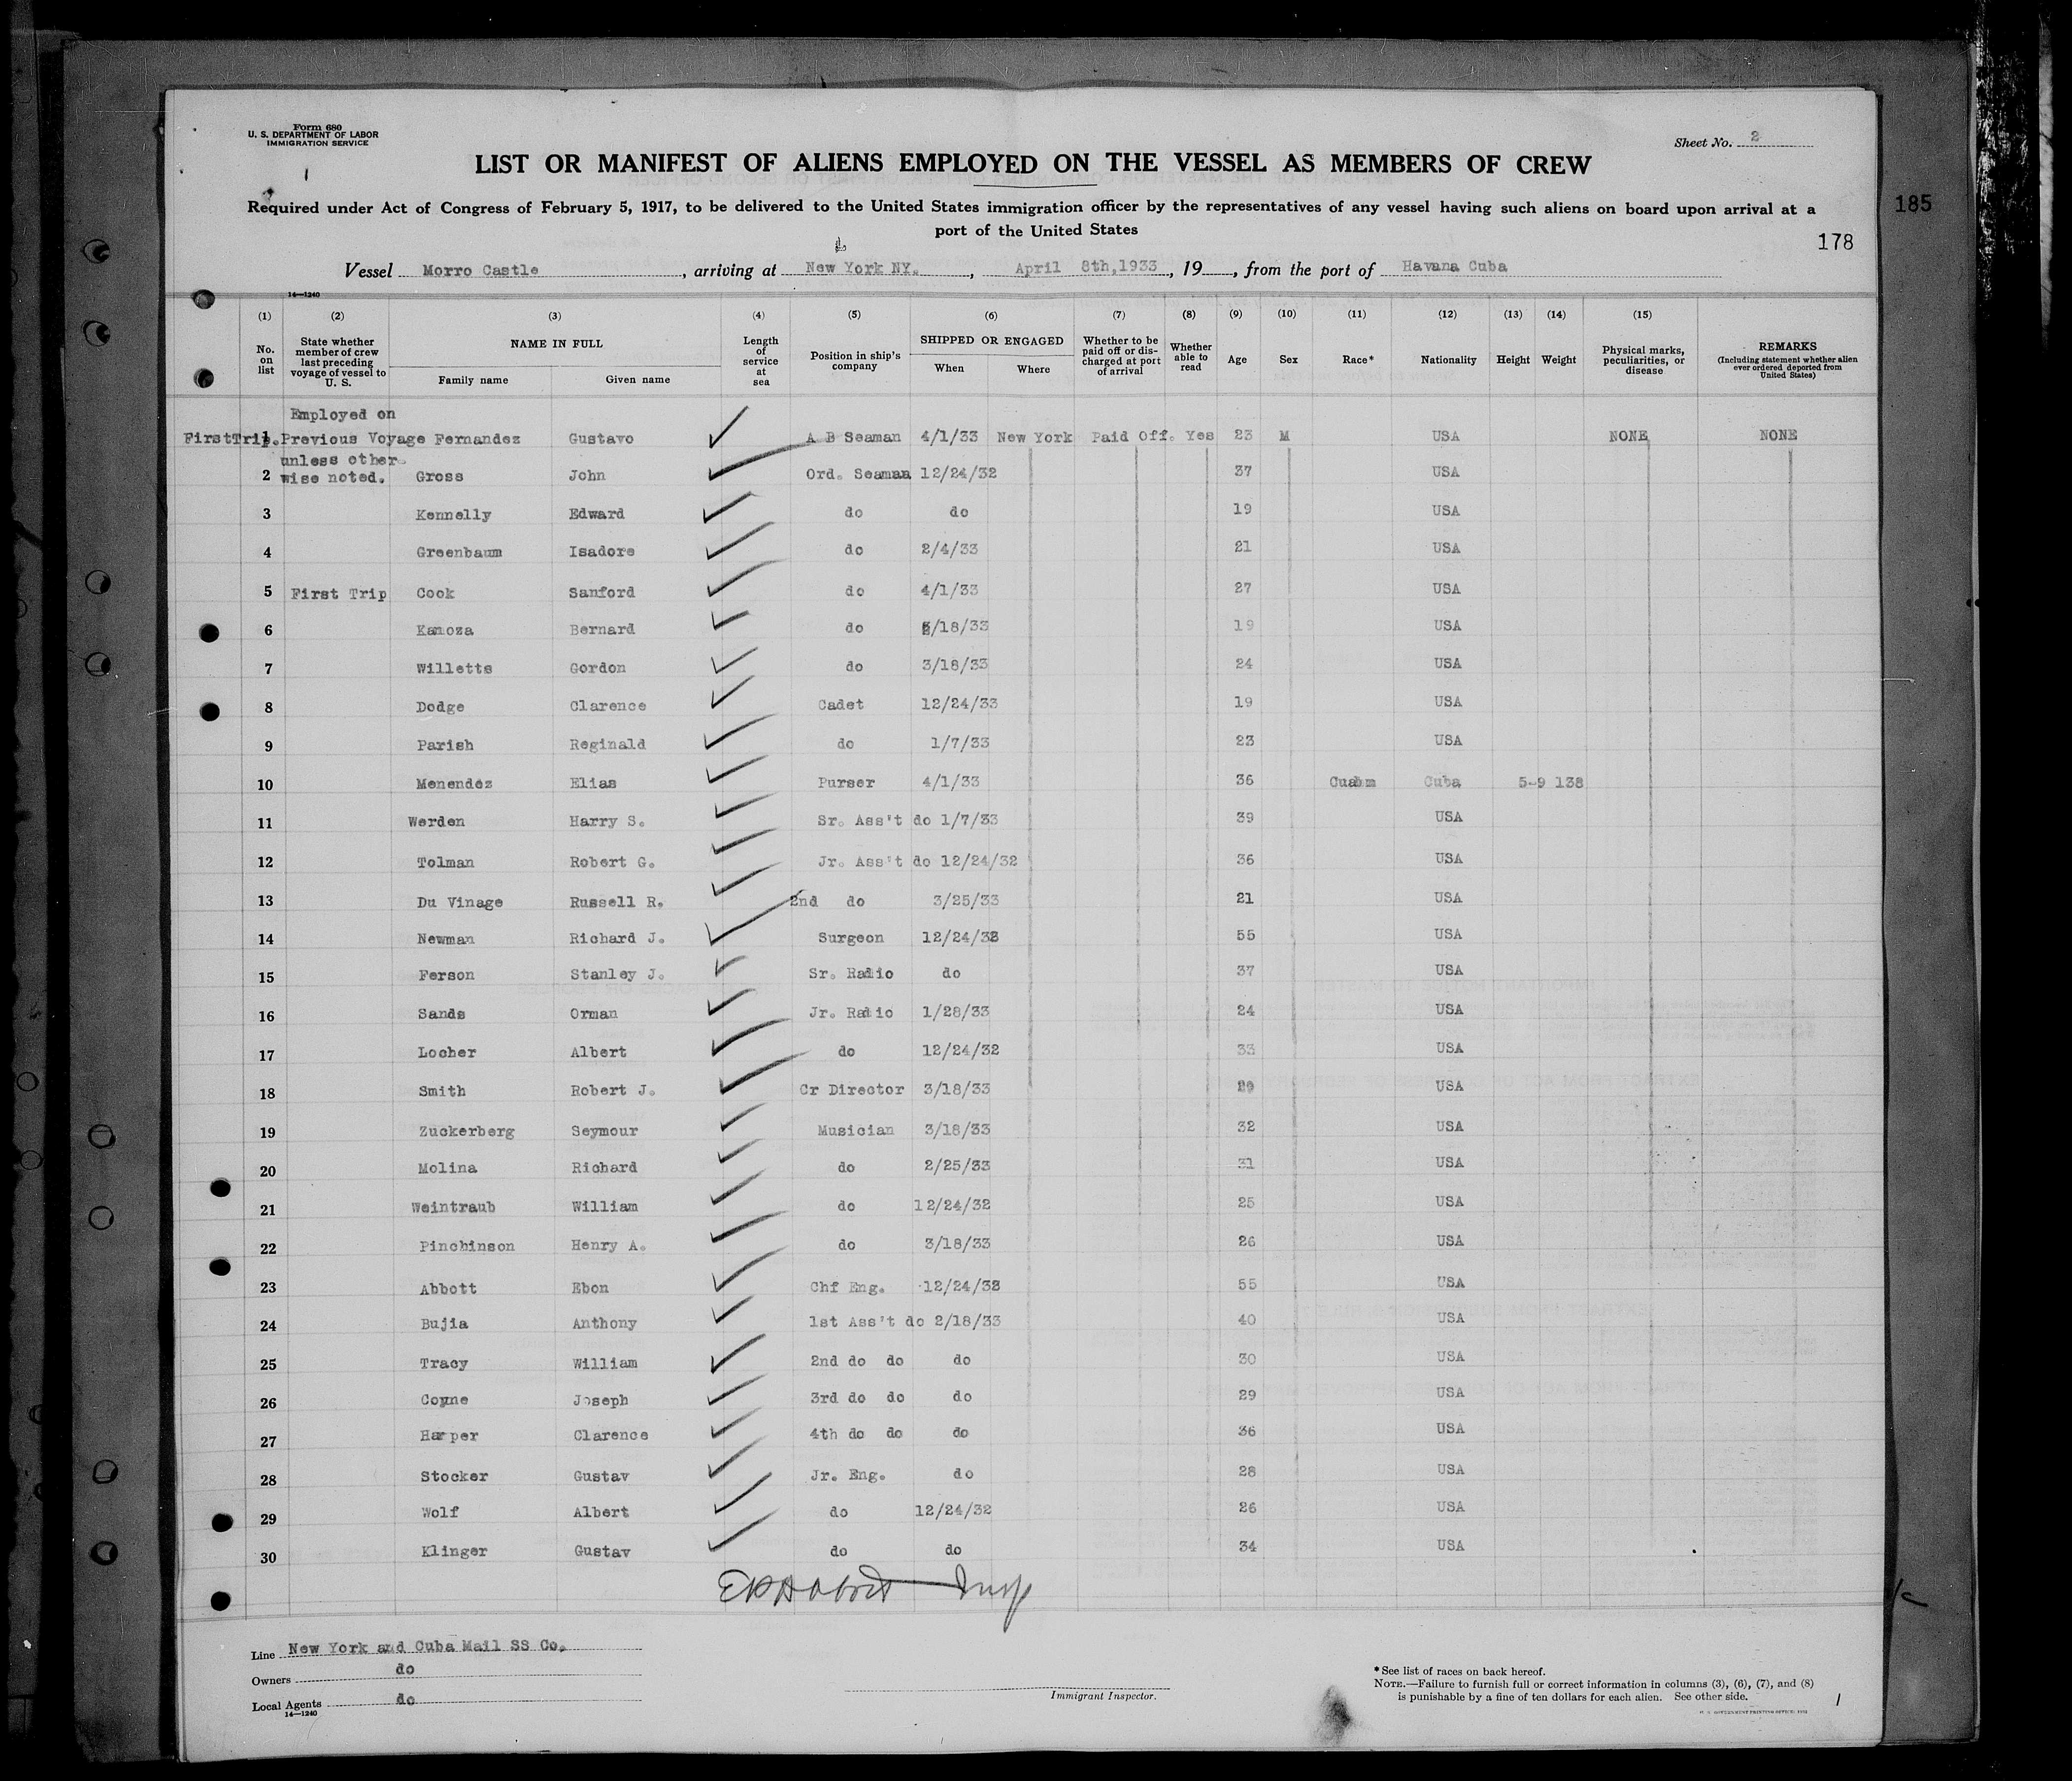 Form 680
U. S. DEPARTMENT OF LABOR
IMMIGRATION SERVICE
Sheet No. 2
LIST OR MANIFEST OF ALIENS EMPLOYED ON THE VESSEL AS MEMBERS OF CREW
Required under Act of Congress of February 5, 1917, to be delivered to the United States immigration officer by the representatives of any vessel having such aliens on board upon arrival at a
port of the United States
185
178
Vessel Morro Castle, arriving at New York NY., April 8th,1933, 19, from the port of Havana Cuba
14—1240
(1) (2) (3) (4) (5) (6) (7) (8) (9) (10) (11) (12) (13) (14) (15)
No. on list State whether member of crew last preceding voyage of vessel to U. S. NAME IN FULL Family name Given name Length of service at sea Position in ship's company SHIPPED OR ENGAGED When Where Whether to be paid off or discharged at port of arrival Whether able to read Age Sex Race* Nationality Height Weight Physical marks, peculiarities, or disease REMARKS (Including statement whether alien ever ordered deported from United States)
Employed on
FirstTrip. 1 Previous Voyage Fernandez Gustavo A B Seaman 4/1/33 New York Paid Off. Yes 23 M USA NONE NONE
unless other-
2 wise noted. Gross John Ord. Seaman 12/24/32 37 USA
3 Kennelly Edward do do 19 USA
4 Greenbaum Isadore do 2/4/33 21 USA
5 First Trip Cook Sanford do 4/1/33 27 USA
6 Kanoza Bernard do /18/33 19 USA
7 Willetts Gordon do 3/18/33 24 USA
8 Dodge Clarence Cadet 12/24/33 19 USA
9 Parish Reginald do 1/7/33 23 USA
10 Menendez Elias Purser 4/1/33 36 Cuba 5-9 138
11 Werden Harry S. Sr. Ass't do 1/7/33 39 USA
12 Tolman Robert G. Jr. Ass't do 12/24/32 36 USA
13 Du Vinage Russell R. 2nd do 3/25/33 21 USA
14 Newman Richard J. Surgeon 12/24/32 55 USA
15 Ferson Stanley J. Sr. Radio do 37 USA
16 Sands Orman Jr. Radio 1/28/33 24 USA
17 Locher Albert do 12/24/32 33 USA
18 Smith Robert J. Cr Director 3/18/33 29 USA
19 Zuckerberg Seymour Musician 3/18/33 32 USA
20 Molina Richard do 2/25/33 31 USA
21 Weintraub William do 12/24/32 25 USA
22 Pinchinson Henry A. do 3/18/33 26 USA
23 Abbott Ebon Chf Eng. 12/24/32 55 USA
24 Bujia Anthony 1st Ass't do 2/18/33 40 USA
25 Tracy William 2nd do do do 30 USA
26 Coyne Joseph 3rd do do do 29 USA
27 Harper Clarence 4th do do do 36 USA
28 Stocker Gustav Jr. Eng. do 28 USA
29 Wolf Albert do 12/24/32 26 USA
30 Klinger Gustav do do 34 USA
Insp
Line New York and Cuba Mail SS Co.
Owners do
Local Agents do
14—1240
Immigrant Inspector.
*See list of races on back hereof.
NOTE.—Failure to furnish full or correct information in columns (3), (6), (7), and (8)
is punishable by a fine of ten dollars for each alien. See other side.